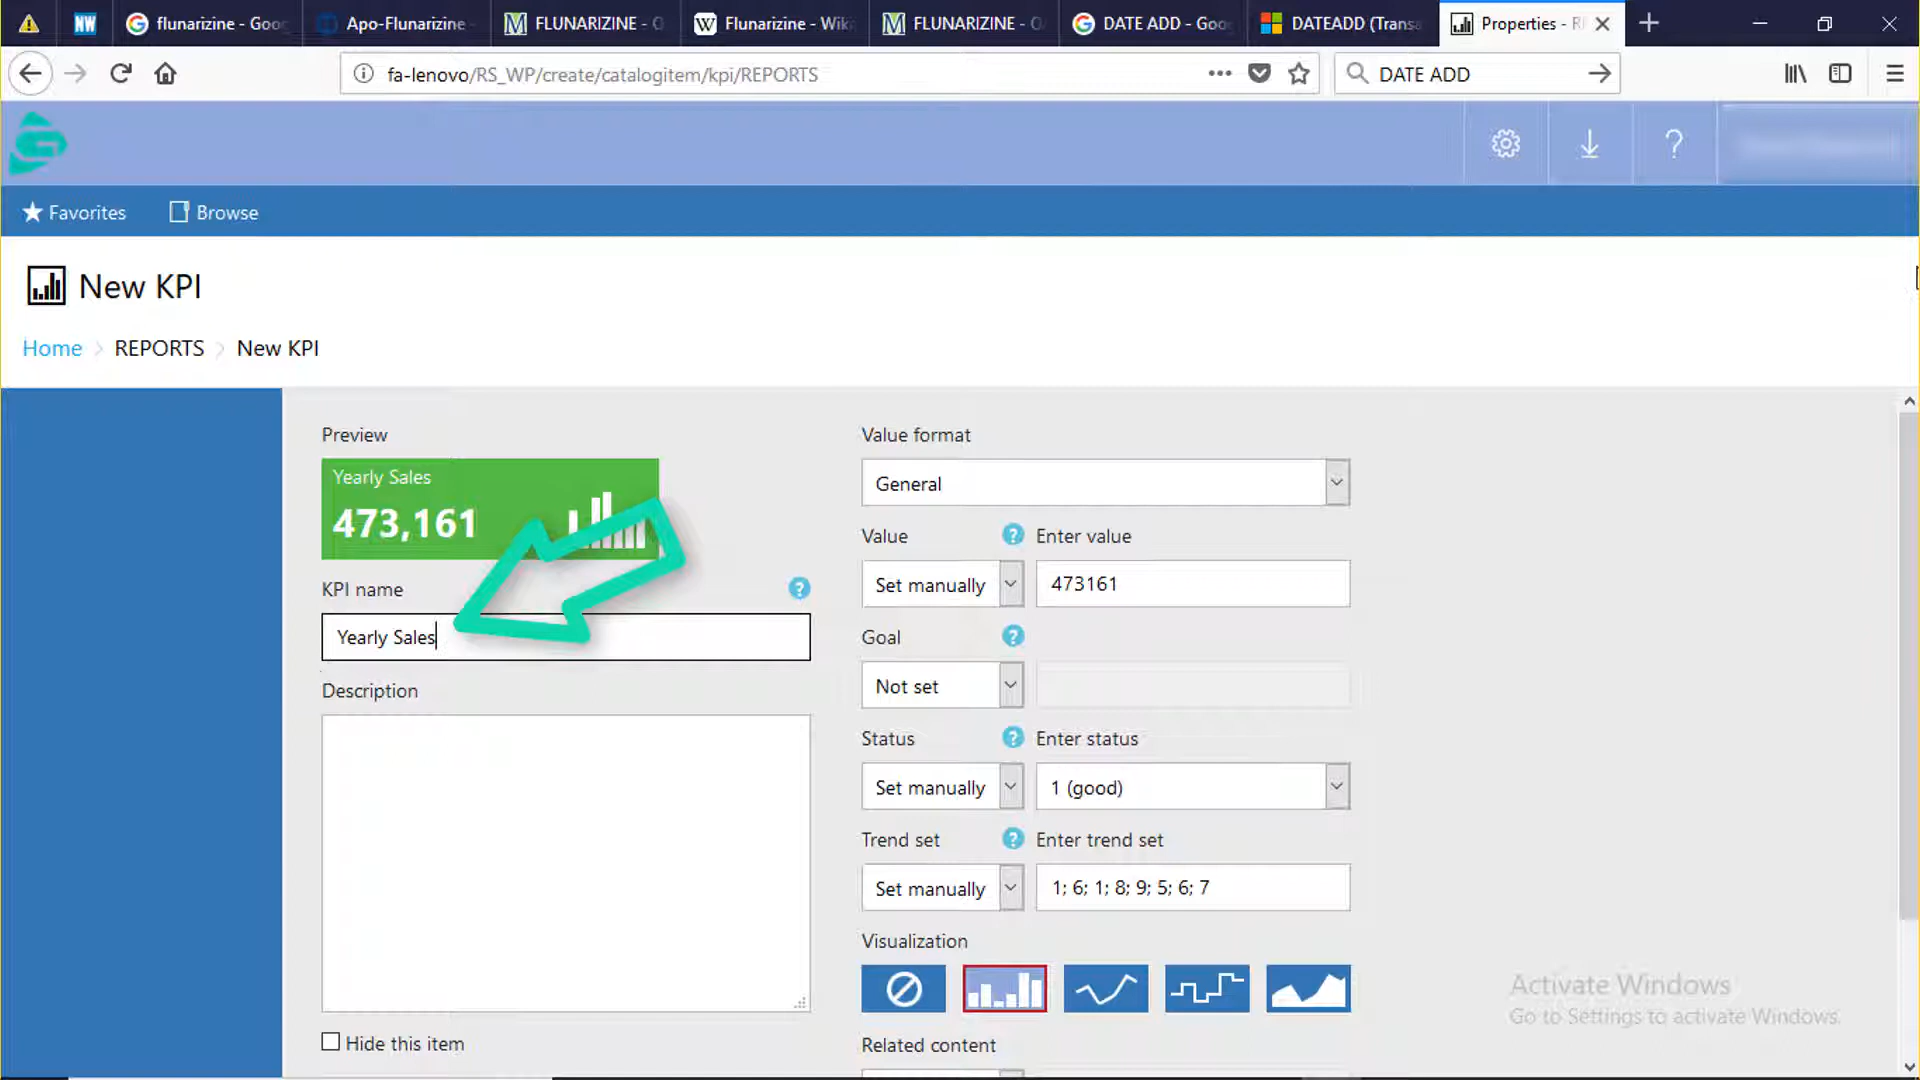 NW
flunarizine - Goo
Apo-Flunarizine
FLUNARIZINE - O
Flunarizine - Wik
FLUNARIZINE - O
DATE ADD - Goo
DATEADD (Transa
Properties - R
fa-lenovo/RS_WP/create/catalogitem/kpi/REPORTS
DATE ADD
Favorites
Browse
New KPI
Home
REPORTS
New KPI
Preview
Yearly Sales
473,161
KPI name
Yearly Sales
Description
Hide this item
Value format
General
Value
Enter value
Set manually
473161
Goal
Not set
Status
Enter status
Set manually
1 (good)
Trend set
Enter trend set
Set manually
1; 6; 1; 8; 9; 5; 6; 7
Visualization
Related content
Activate Windows
Go to Settings to activate Windows.